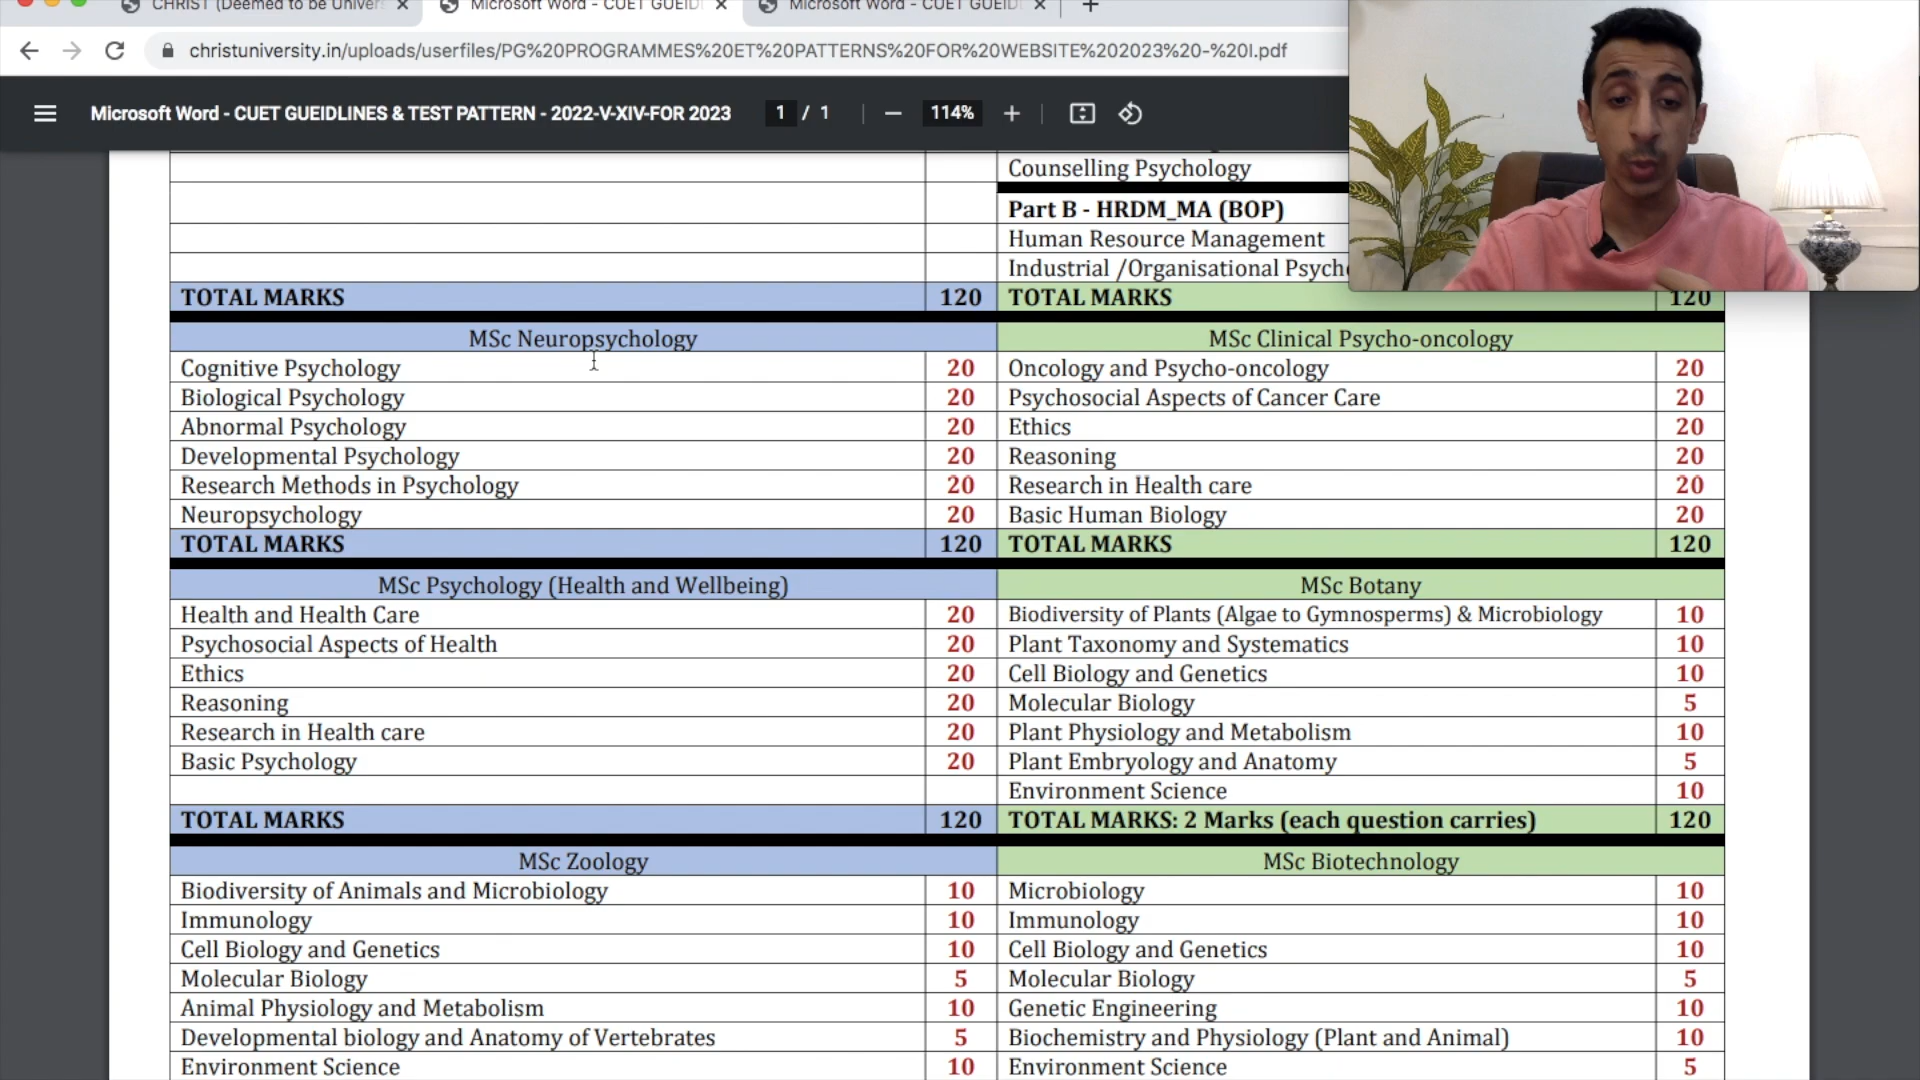 CHRIST (Deemed to be Univers
Microsoft Word - CUET GUEID
Microsoft Word - CUET GUEIDL
christuniversity.in/uploads/userfiles/PG%20PROGRAMMES%20ET%20PATTERNS%20FOR%20WEBSITE%202023%20-%20I.pdf
Microsoft Word - CUET GUEIDLINES & TEST PATTERN - 2022-V-XIV-FOR 2023 1 / 1 114%
Counselling Psychology
Part B - HRDM_MA (BOP)
Human Resource Management
Industrial /Organisational Psych
TOTAL MARKS 120 TOTAL MARKS 120
MSc Neuropsychology MSc Clinical Psycho-oncology
Cognitive Psychology 20 Oncology and Psycho-oncology 20
Biological Psychology 20 Psychosocial Aspects of Cancer Care 20
Abnormal Psychology 20 Ethics 20
Developmental Psychology 20 Reasoning 20
Research Methods in Psychology 20 Research in Health care 20
Neuropsychology 20 Basic Human Biology 20
TOTAL MARKS 120 TOTAL MARKS 120
MSc Psychology (Health and Wellbeing) MSc Botany
Health and Health Care 20 Biodiversity of Plants (Algae to Gymnosperms) & Microbiology 10
Psychosocial Aspects of Health 20 Plant Taxonomy and Systematics 10
Ethics 20 Cell Biology and Genetics 10
Reasoning 20 Molecular Biology 5
Research in Health care 20 Plant Physiology and Metabolism 10
Basic Psychology 20 Plant Embryology and Anatomy 5
Environment Science 10
TOTAL MARKS 120 TOTAL MARKS: 2 Marks (each question carries) 120
MSc Zoology MSc Biotechnology
Biodiversity of Animals and Microbiology 10 Microbiology 10
Immunology 10 Immunology 10
Cell Biology and Genetics 10 Cell Biology and Genetics 10
Molecular Biology 5 Molecular Biology 5
Animal Physiology and Metabolism 10 Genetic Engineering 10
Developmental biology and Anatomy of Vertebrates 5 Biochemistry and Physiology (Plant and Animal) 10
Environment Science 10 Environment Science 5